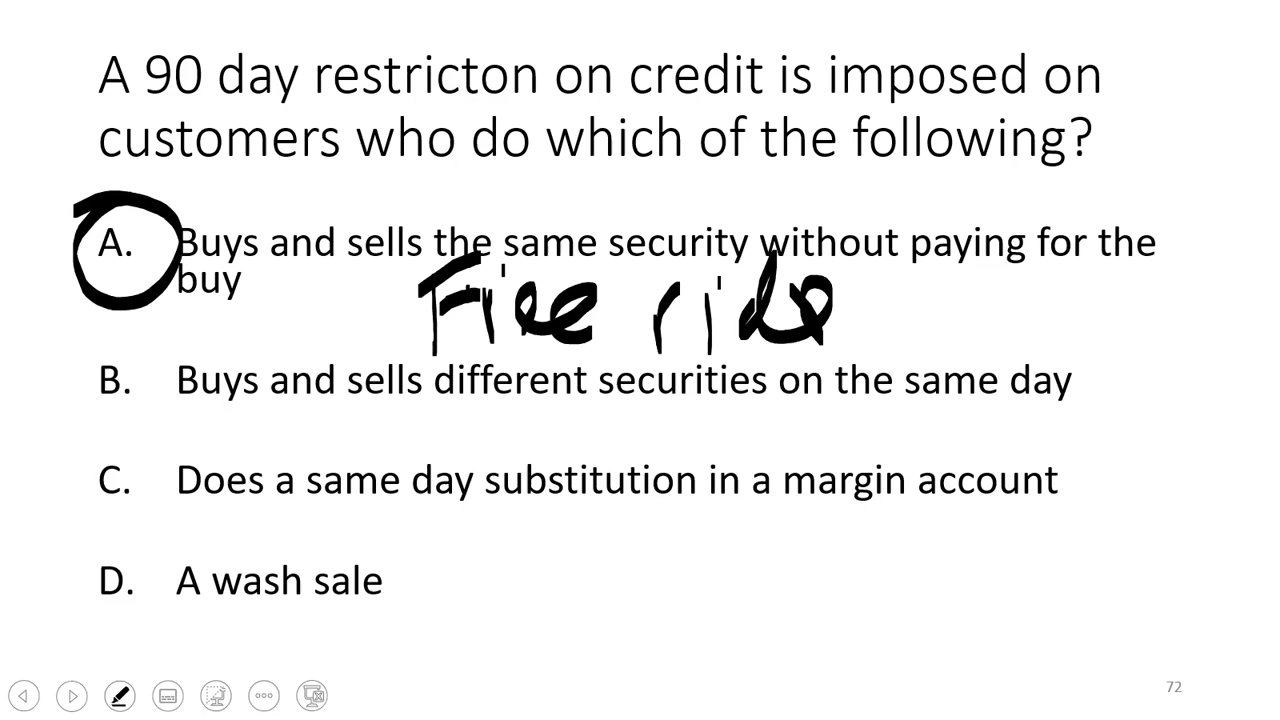 A 90 day restricton on credit is imposed on
customers who do which of the following?
A. Buys and sells the same security without paying for the
buy
Free ride
B. Buys and sells different securities on the same day
C. Does a same day substitution in a margin account
D. A wash sale
72